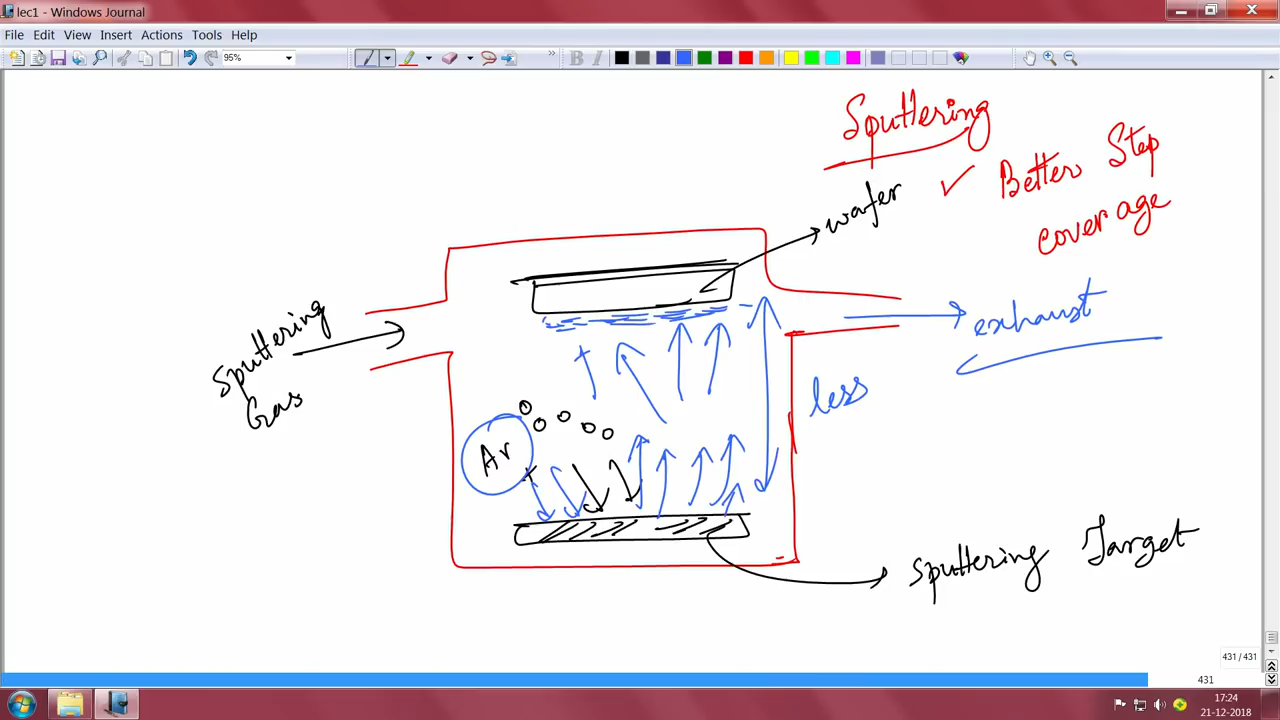 lec1 - Windows Journal
File Edit View Insert Actions Tools Help
95%
Sputtering
wafer
Better Step
coverage
Sputtering
Gas
exhaust
less
Ar
Sputtering Target
431 / 431
431
17:24
21-12-2018